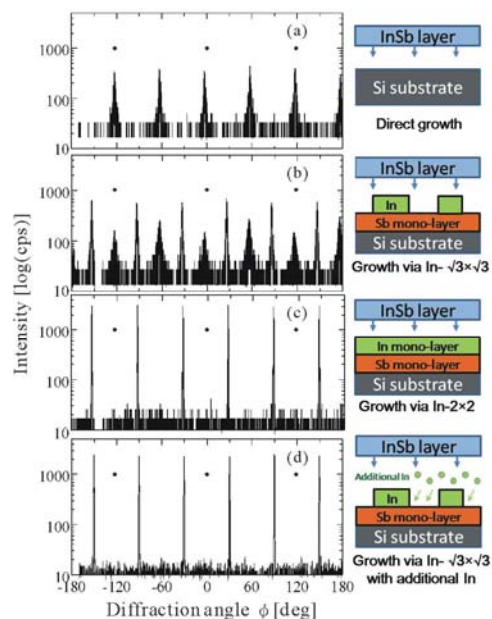 Intensity [log(cps)]
(a)
1000
100
10
(b)
1000
100
10
(c)
1000
100
10
(d)
1000
100
10
-180 -120 -60 0 60 120 180
Diffraction angle ϕ [deg]
InSb layer
Si substrate
Direct growth
InSb layer
In
Sb mono-layer
Si substrate
Growth via In- √3×√3
InSb layer
In mono-layer
Sb mono-layer
Si substrate
Growth via In-2×2
InSb layer
Additional In
In
Sb mono-layer
Si substrate
Growth via In- √3×√3
with additional In